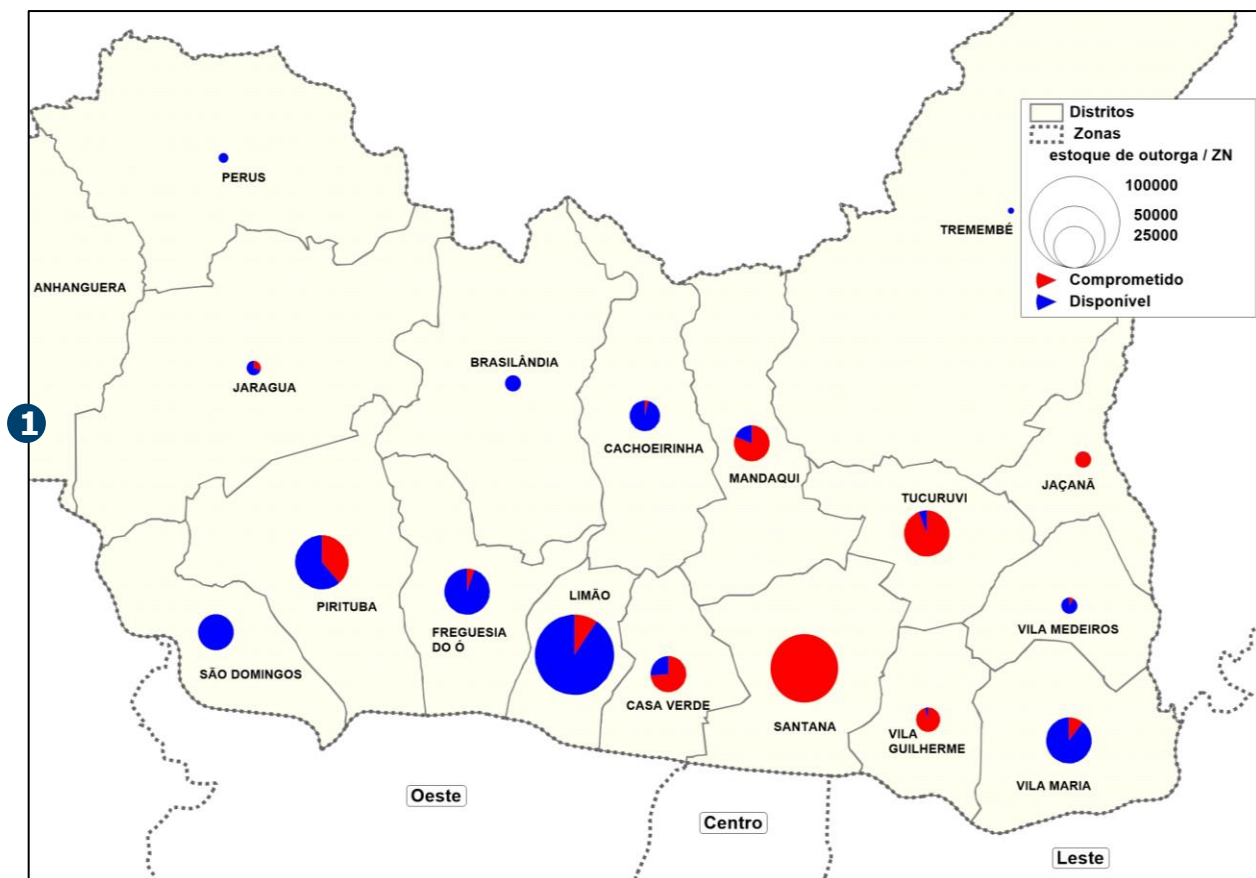 Distritos
Zonas
estoque de outorga / ZN
100000
50000
25000
Comprometido
Disponível
PERUS
TREMEMBÉ
ANHANGUERA
BRASILÂNDIA
JARAGUA
1
CACHOEIRINHA
MANDAQUI
JAÇANÃ
TUCURUVI
LIMÃO
PIRITUBA
FREGUESIA
DO Ó
VILA MEDEIROS
SÃO DOMINGOS
CASA VERDE
SANTANA
VILA
GUILHERME
VILA MARIA
Oeste
Centro
Leste